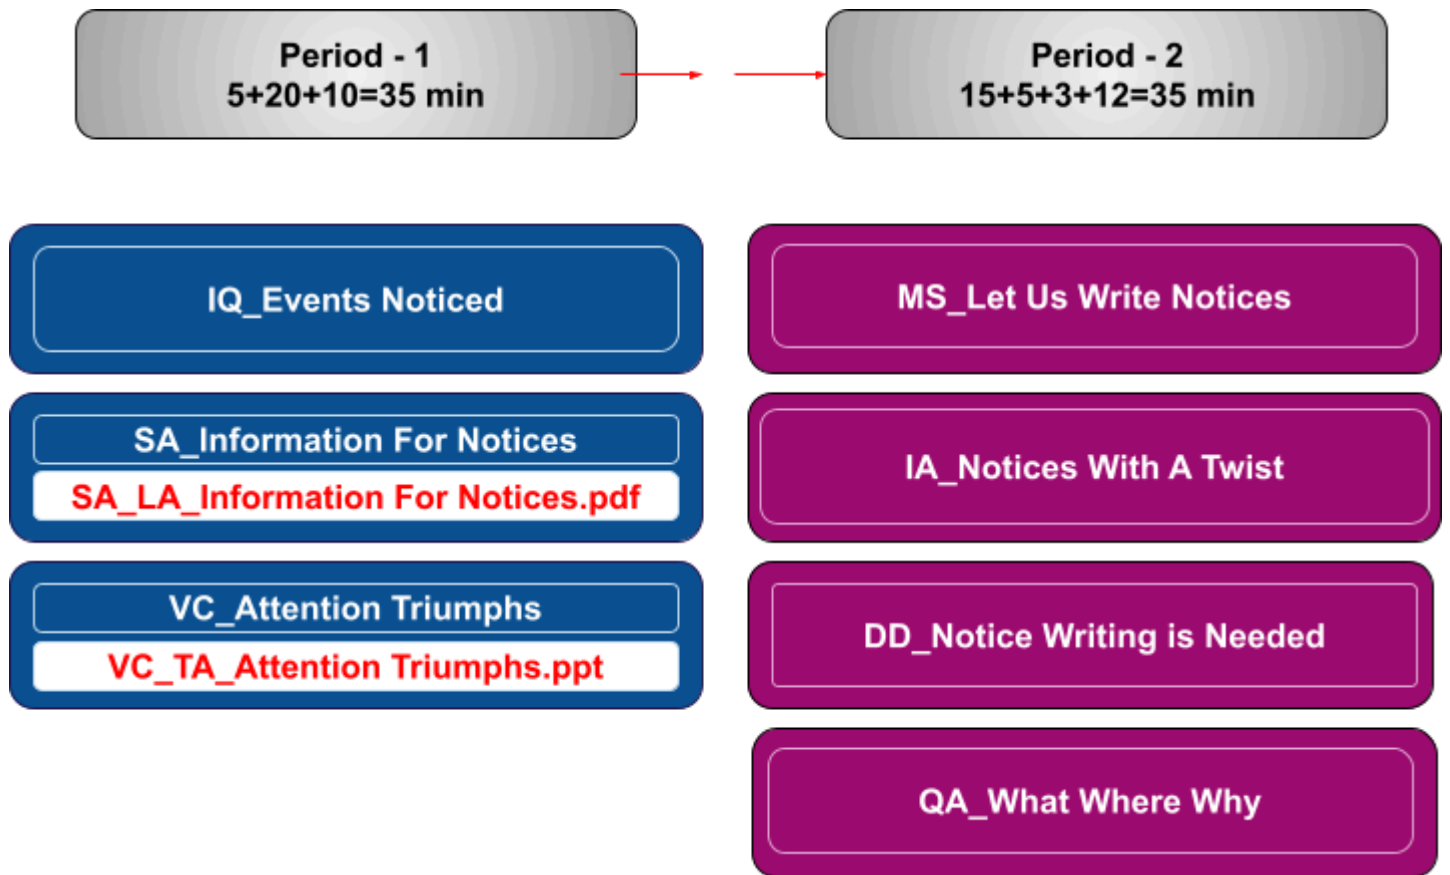 Period - 1
5+20+10=35 min
Period - 2
15+5+3+12=35 min
IQ_Events Noticed
SA_Information For Notices
SA_LA_Information For Notices.pdf
VC_Attention Triumphs
VC_TA_Attention Triumphs.ppt
MS_Let Us Write Notices
IA_Notices With A Twist
DD_Notice Writing is Needed
QA_What Where Why